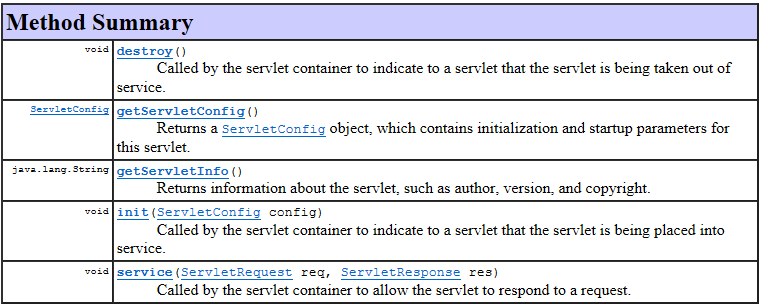 Method Summary
void destroy()
Called by the servlet container to indicate to a servlet that the servlet is being taken out of
service.
ServletConfig getServletConfig()
Returns a ServletConfig object, which contains initialization and startup parameters for
this servlet.
java.lang.String getServletInfo()
Returns information about the servlet, such as author, version, and copyright.
void init(ServletConfig config)
Called by the servlet container to indicate to a servlet that the servlet is being placed into
service.
void service(ServletRequest req, ServletResponse res)
Called by the servlet container to allow the servlet to respond to a request.